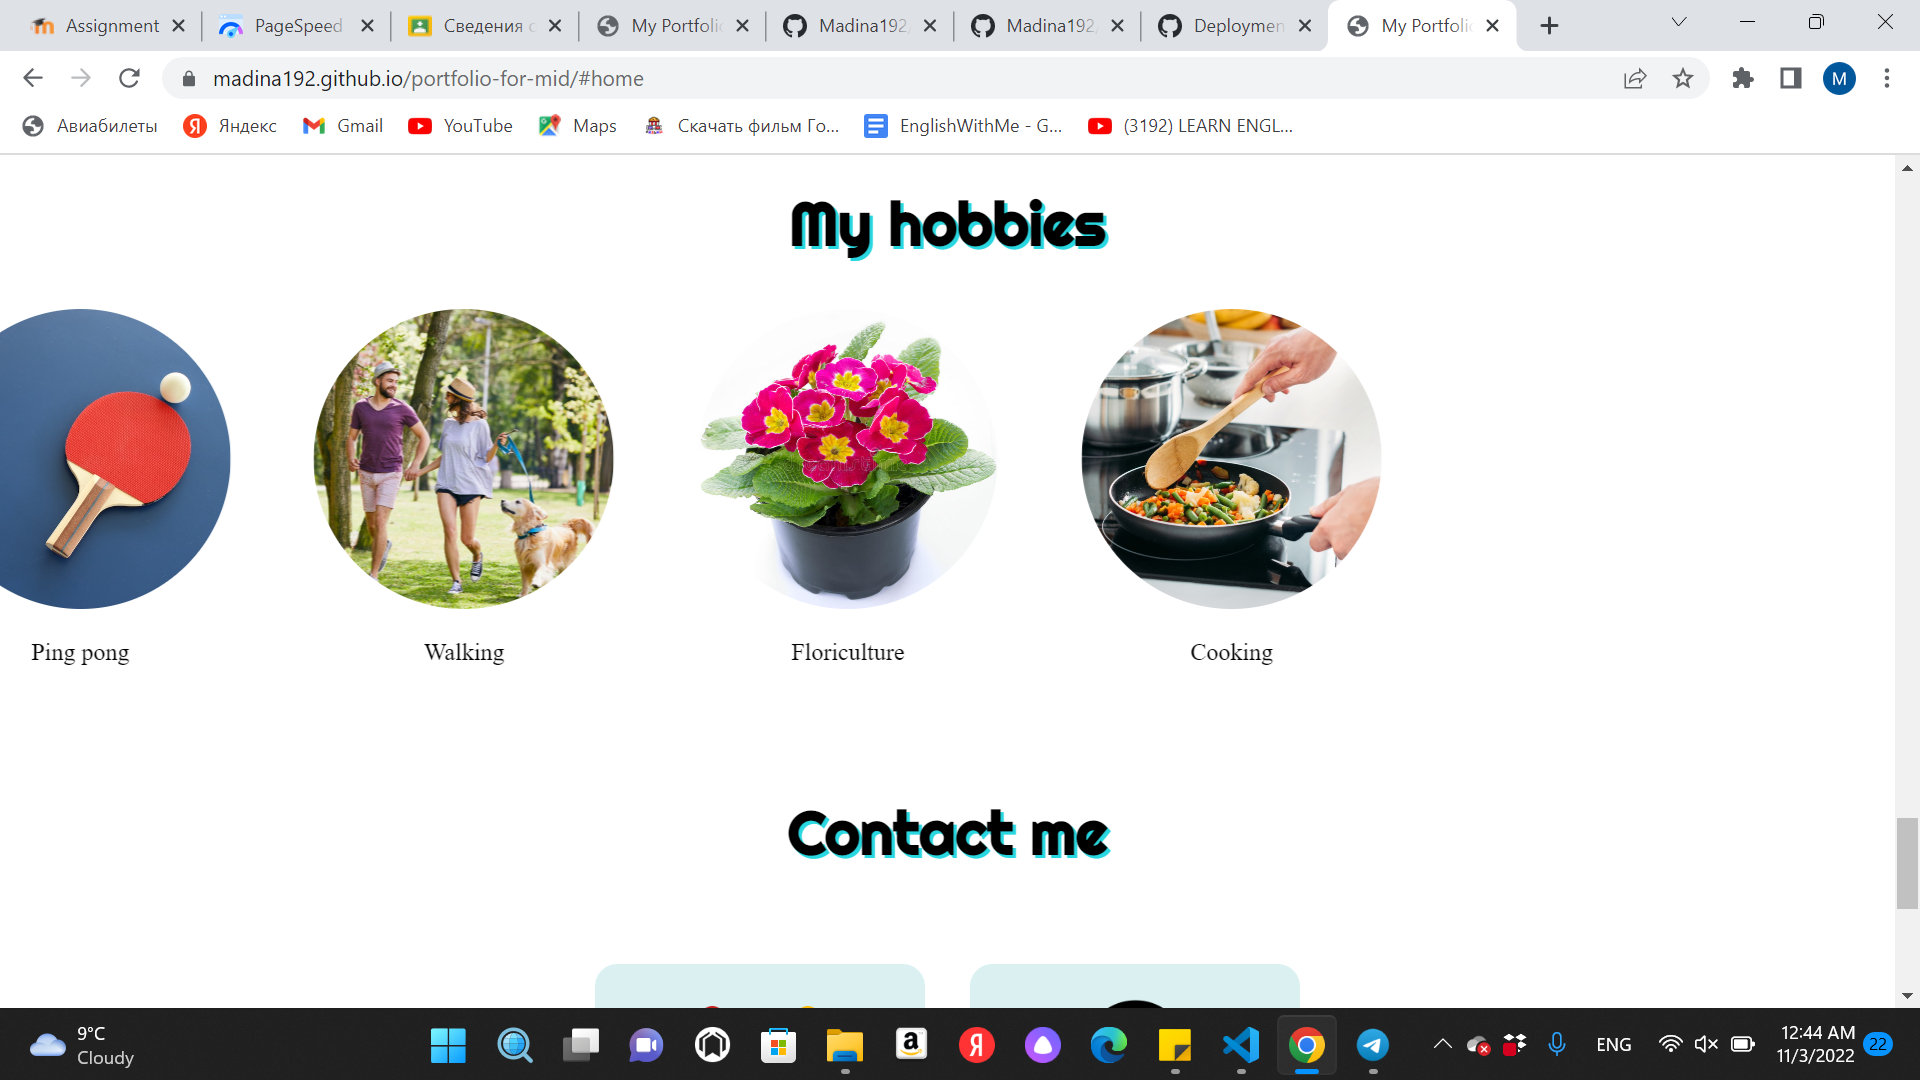 Assignment
PageSpeed
Сведения о
My Portfolio
Madina192
Madina192
Deploymen
My Portfolio
madina192.github.io/portfolio-for-mid/#home
M
Авиабилеты
Яндекс
Gmail
YouTube
Maps
Скачать фильм Го...
EnglishWithMe - G...
(3192) LEARN ENGL...
My hobbies
Ping pong
Walking
Floriculture
Cooking
Contact me
9°C
Cloudy
ENG
12:44 AM
11/3/2022
22